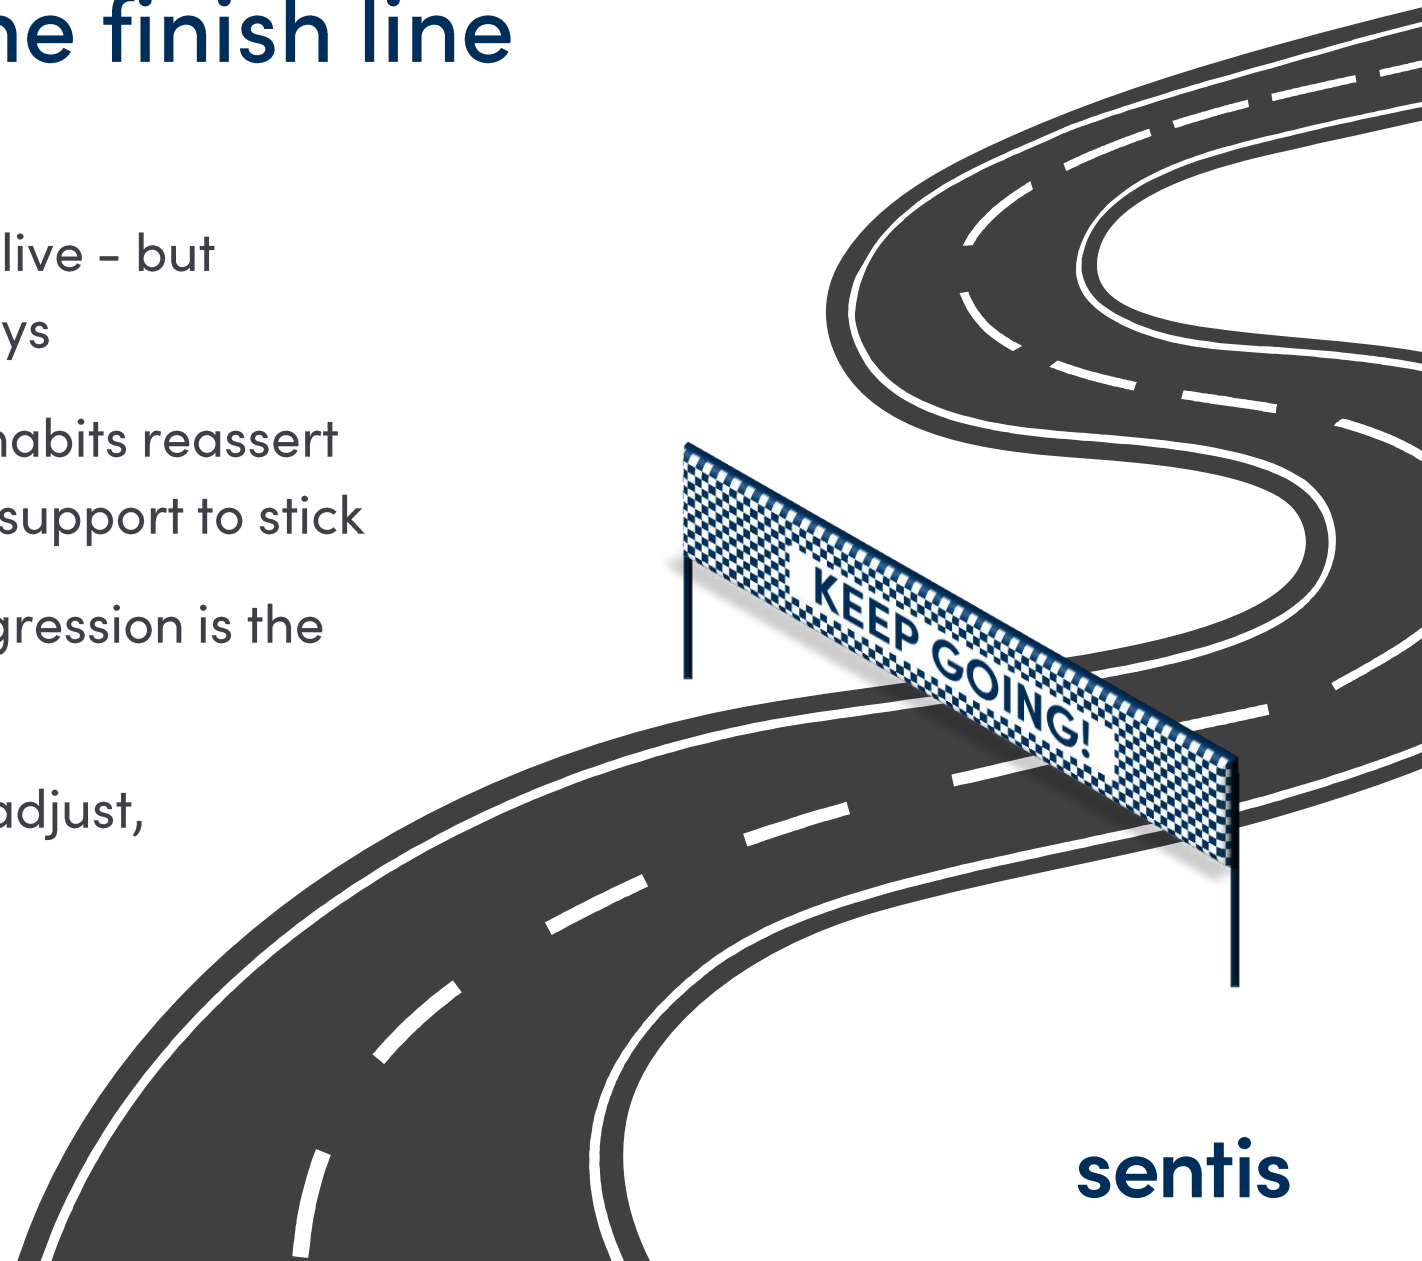 he finish line
live - but
ys
habits reassert
support to stick
gression is the
adjust,
KEEP GOING!
sentis